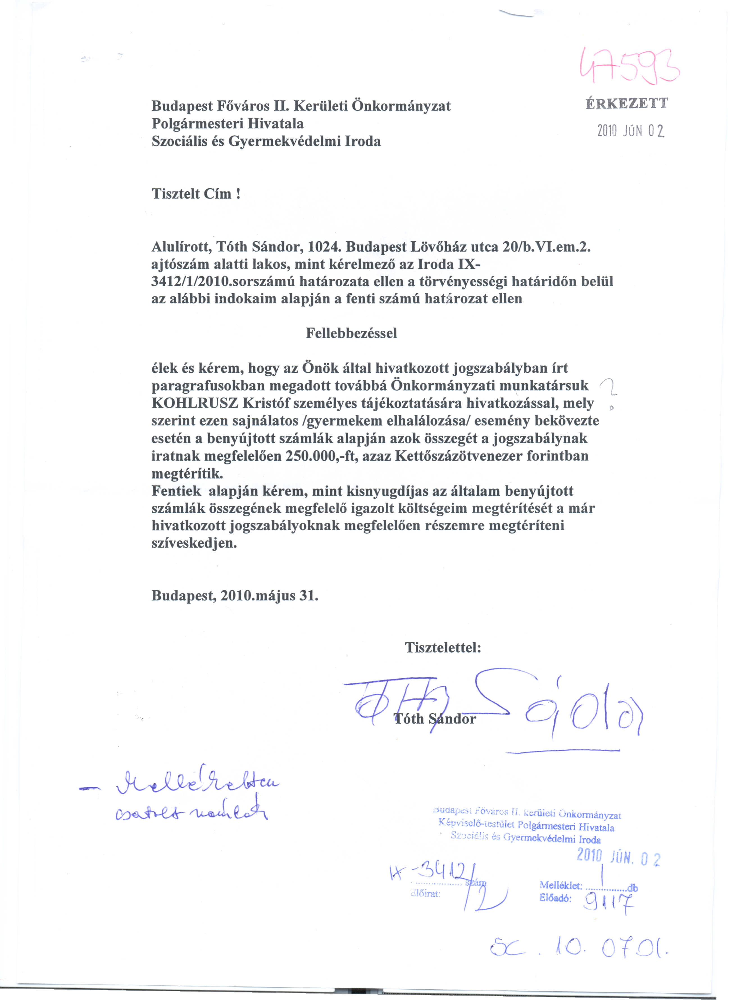 47593
ÉRKEZETT
2010 JÚN 02
Budapest Főváros II. Kerületi Önkormányzat
Polgármesteri Hivatala
Szociális és Gyermekvédelmi Iroda
Tisztelt Cím !
Alulírott, Tóth Sándor, 1024. Budapest Lövőház utca 20/b.VI.em.2.
ajtószám alatti lakos, mint kérelmező az Iroda IX-
3412/1/2010.sorszámú határozata ellen a törvényességi határidőn belül
az alábbi indokaim alapján a fenti számú határozat ellen
Fellebbezéssel
élek és kérem, hogy az Önök által hivatkozott jogszabályban írt
paragrafusokban megadott továbbá Önkormányzati munkatársuk ?
KOHLRUSZ Kristóf személyes tájékoztatására hivatkozással, mely
szerint ezen sajnálatos /gyermekem elhalálozása/ esemény bekövezte
esetén a benyújtott számlák alapján azok összegét a jogszabálynak
iratnak megfelelően 250.000,-ft, azaz Kettőszázötvenezer forintban
megtérítik.
Fentiek alapján kérem, mint kisnyugdíjas az általam benyújtott
számlák összegének megfelelő igazolt költségeim megtérítését a már
hivatkozott jogszabályoknak megfelelően részemre megtéríteni
szíveskedjen.
Budapest, 2010.május 31.
Tisztelettel:
Tóth Sándor
Tóth Sándor
- Mellékelten
csatolt számlák
Budapest Főváros II. kerületi Önkormányzat
Képviselő-testület Polgármesteri Hivatala
Szociális és Gyermekvédelmi Iroda
2010 JÚN. 02
IX-3412/2 szám
Előirat:
Melléklet: 1 db
Előadó: 9117
10. 07 01.